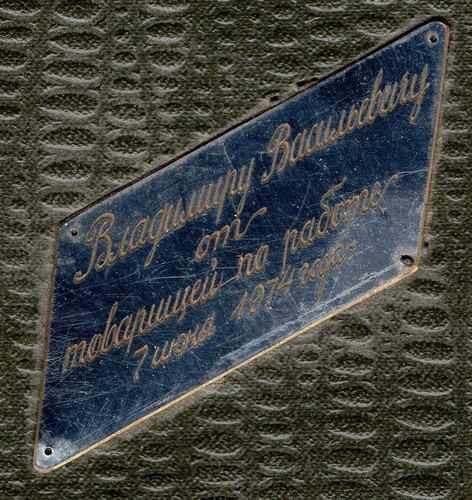 Владимиру Васильевичу
от
товарищей по работе
7 июня 1974 года.